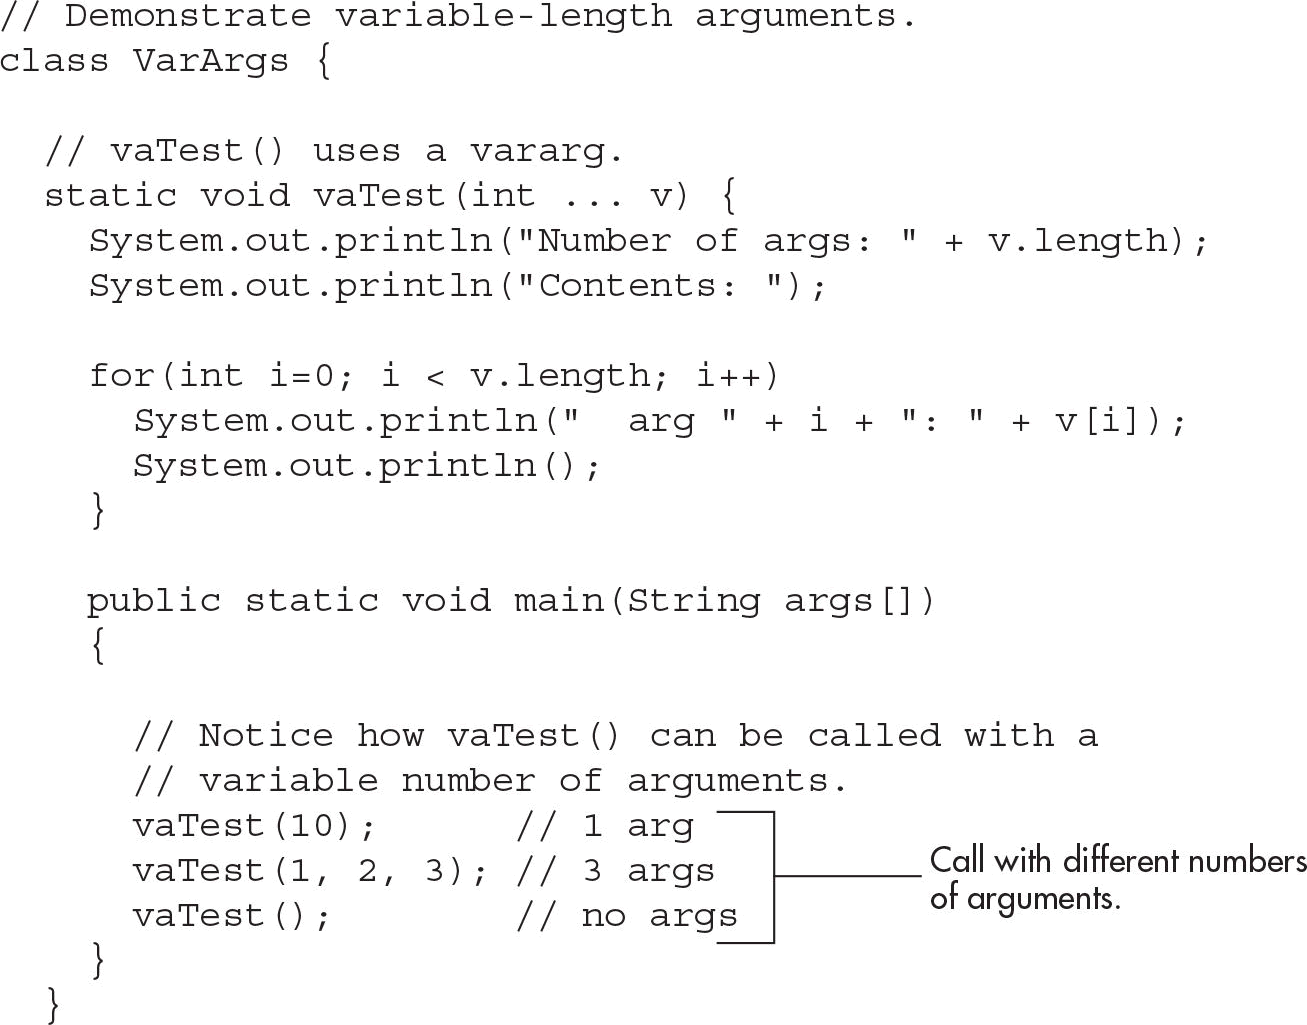 // Demonstrate variable-length arguments.
class VarArgs {
  // vaTest() uses a vararg.
  static void vaTest(int ... v) {
    System.out.println("Number of args: " + v.length);
    System.out.println("Contents: ");
    for(int i=0; i < v.length; i++)
      System.out.println("  arg " + i + ": " + v[i]);
      System.out.println();
    }
    public static void main(String args[])
    {
      // Notice how vaTest() can be called with a
      // variable number of arguments.
      vaTest(10);      // 1 arg
      vaTest(1, 2, 3); // 3 args
      vaTest();        // no args
    }
  }
Call with different numbers
of arguments.